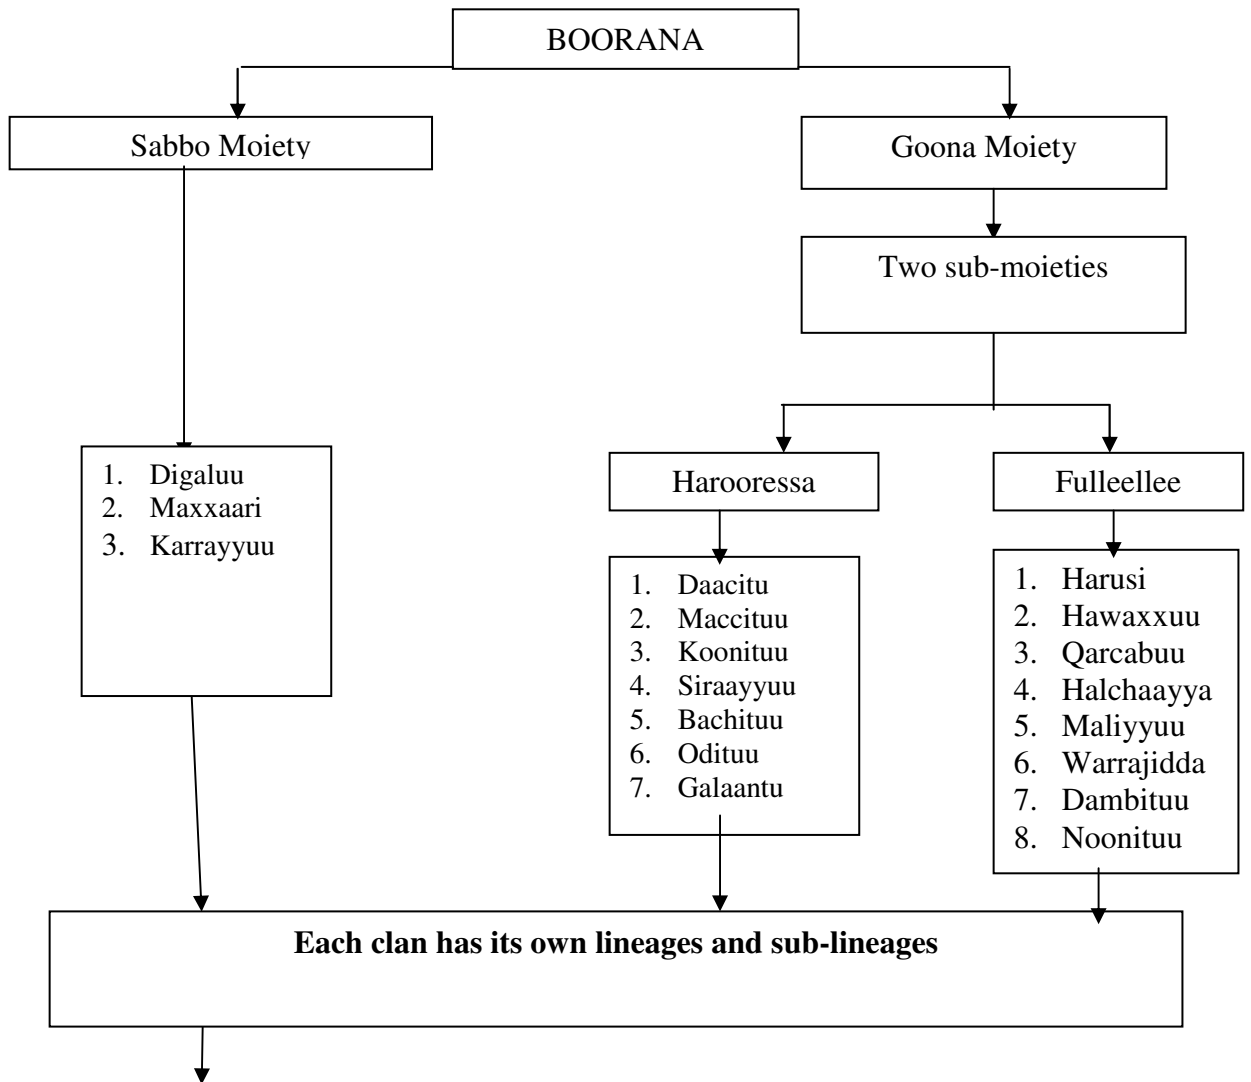 BOORANA
Sabbo Moiety
Goona Moiety
Two sub-moieties
Harooressa
Fulleellee
1. Digaluu
2. Maxxaari
3. Karrayyuu
1. Daacitu
2. Maccituu
3. Koonituu
4. Siraayyuu
5. Bachituu
6. Odituu
7. Galaantu
1. Harusi
2. Hawaxxuu
3. Qarcabuu
4. Halchaayya
5. Maliyyuu
6. Warrajidda
7. Dambituu
8. Noonituu
Each clan has its own lineages and sub-lineages